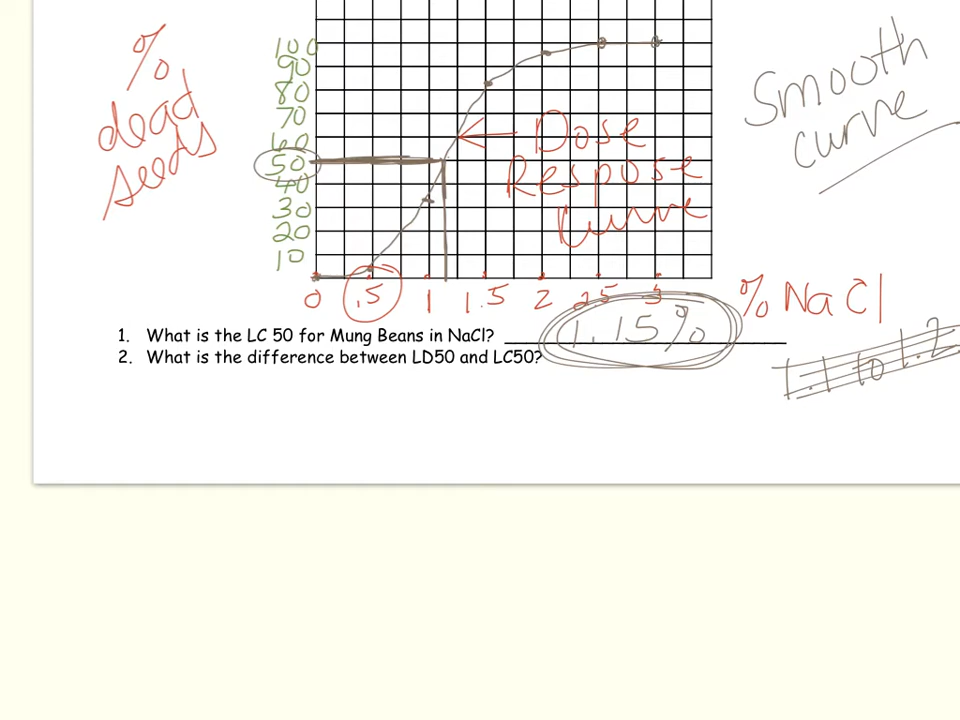 %
dead
seeds
Smooth
curve
100
90
80
70
60
50
40
30
20
10
Dose
Respose
Curve
0 .5 1 1.5 2 2.5 3
% NaCl
1. What is the LC 50 for Mung Beans in NaCl? 1.15%
2. What is the difference between LD50 and LC50?
1.1 to 1.2